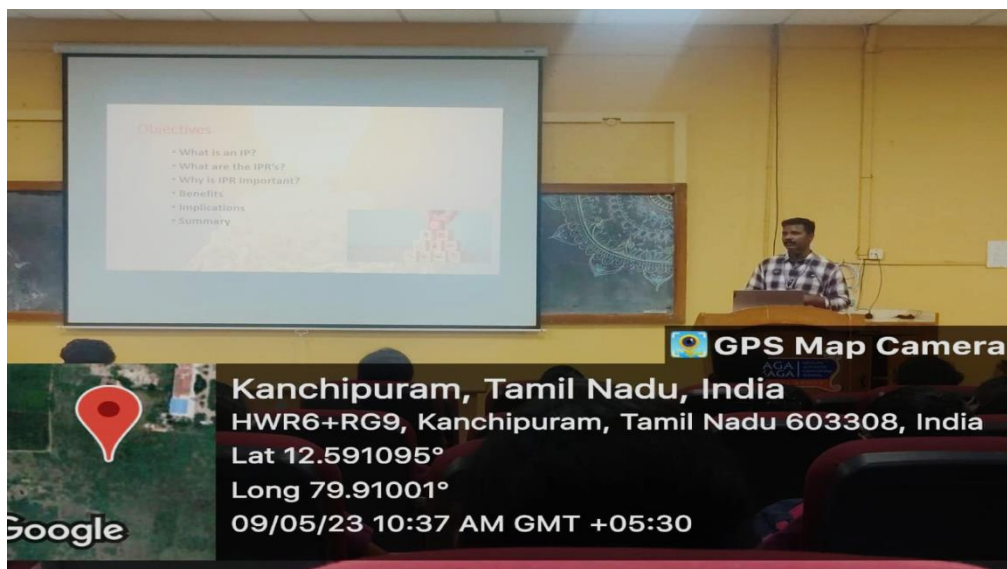 Objectives
• What is an IP?
• What are the IPR's?
• Why is IPR important?
• Benefits
• Implications
• Summary
GPS Map Camera
Kanchipuram, Tamil Nadu, India
HWR6+RG9, Kanchipuram, Tamil Nadu 603308, India
Lat 12.591095°
Long 79.91001°
09/05/23 10:37 AM GMT +05:30
Google